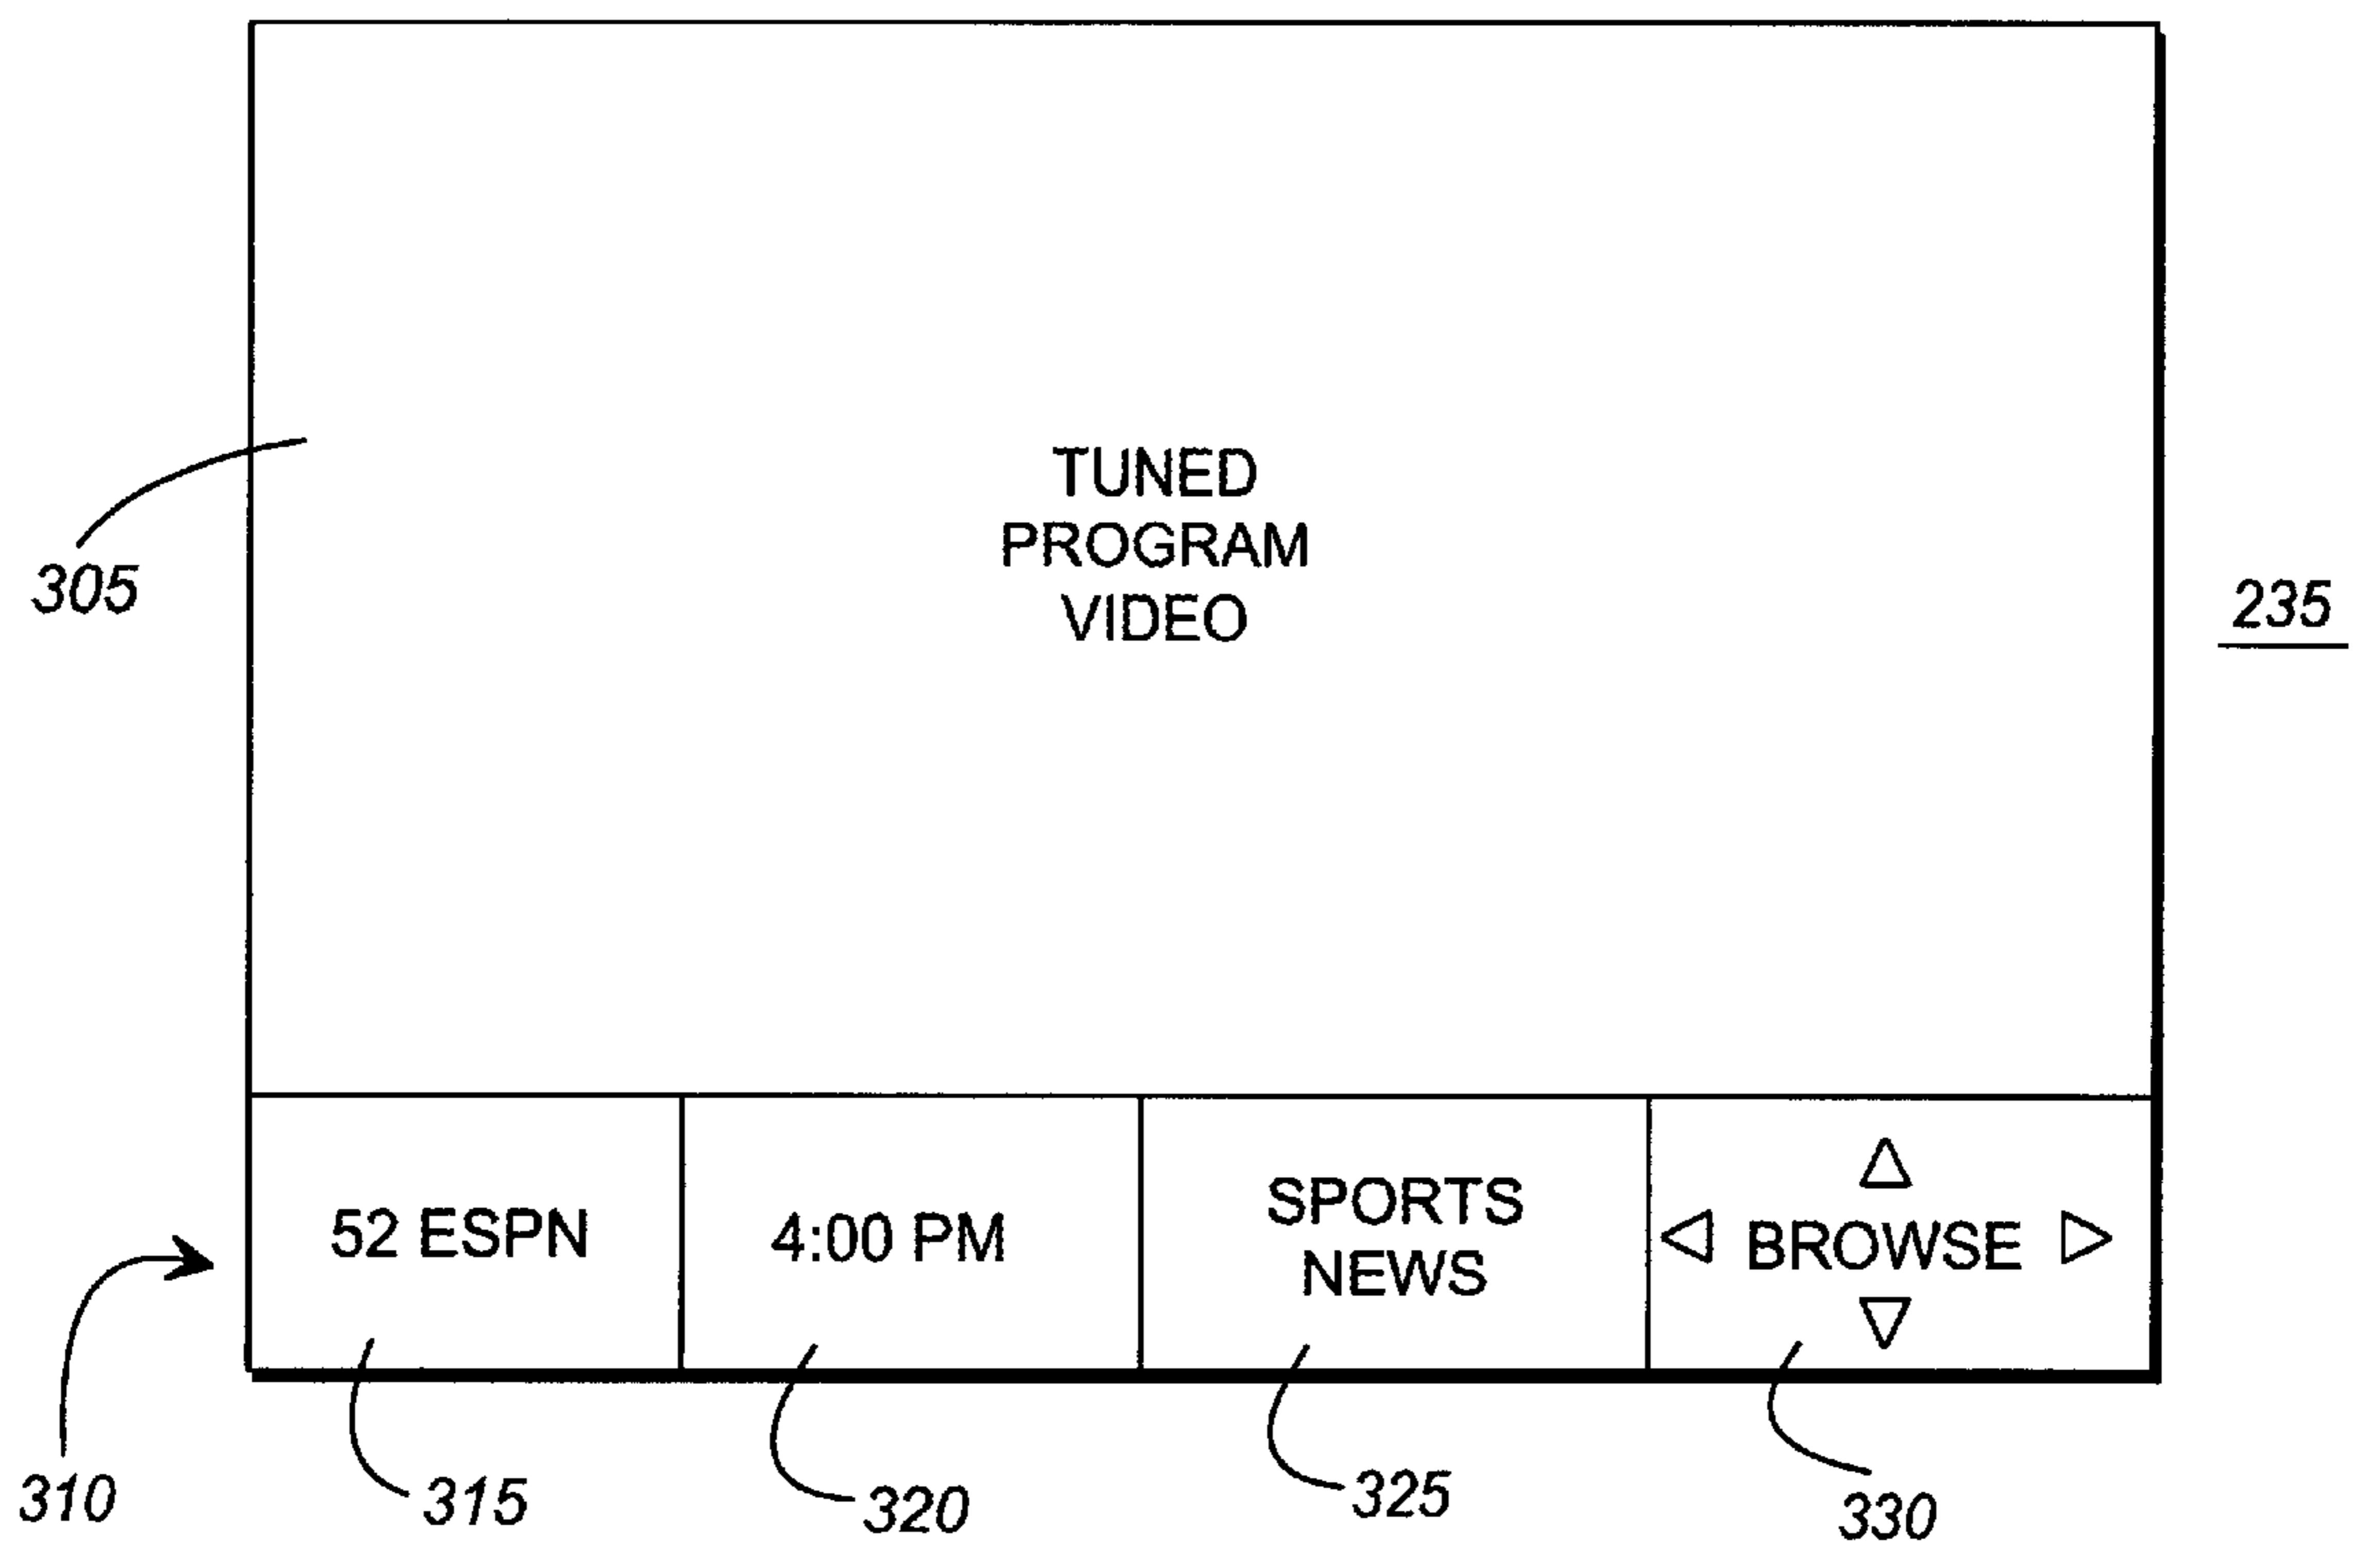 TUNED
PROGRAM
VIDEO
305
235
52 ESPN
4:00 PM
SPORTS
NEWS
BROWSE
310
315
320
325
330